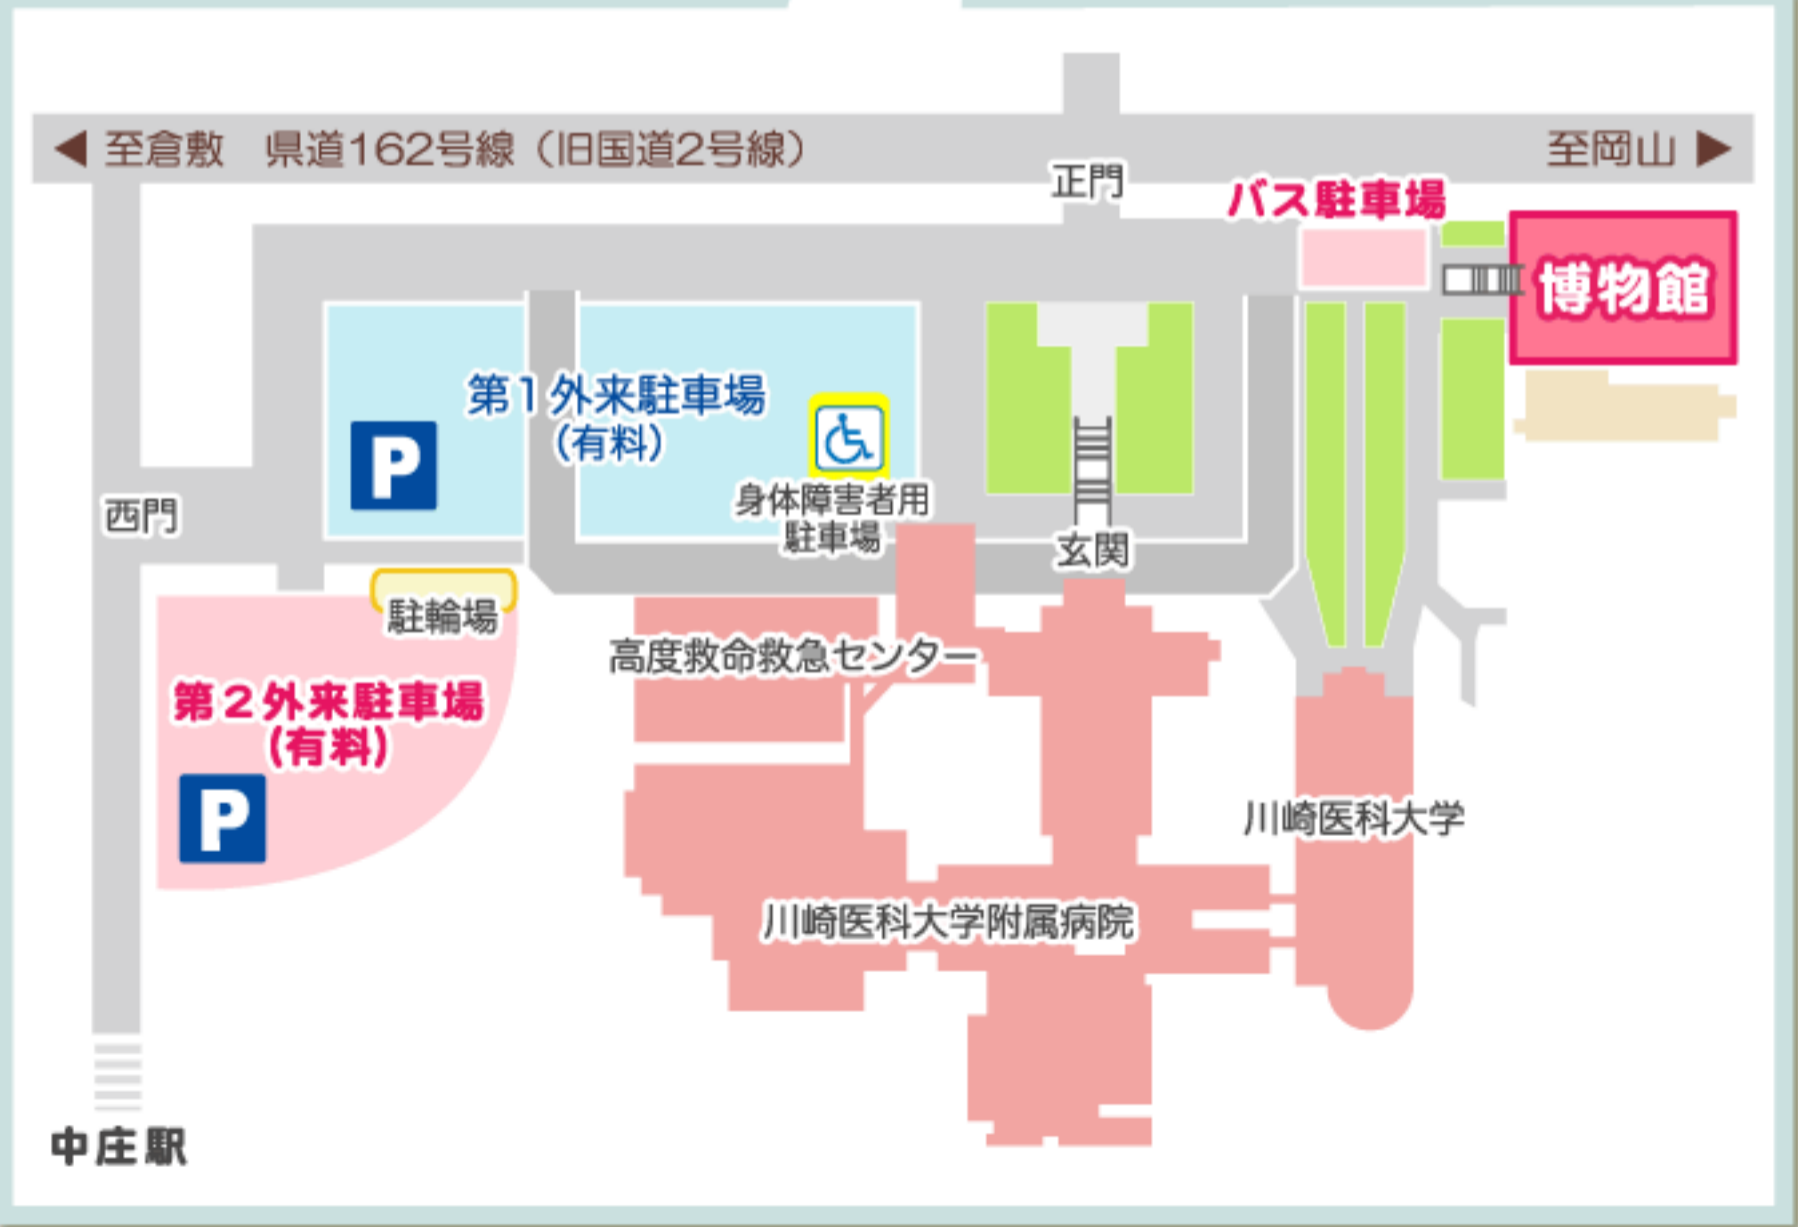 ◀ 至倉敷　県道162号線（旧国道2号線）
至岡山 ▶
正門
バス駐車場
博物館
第１外来駐車場
（有料）
P
身体障害者用
駐車場
西門
玄関
駐輪場
高度救命救急センター
第２外来駐車場
（有料）
P
川崎医科大学
川崎医科大学附属病院
中庄駅